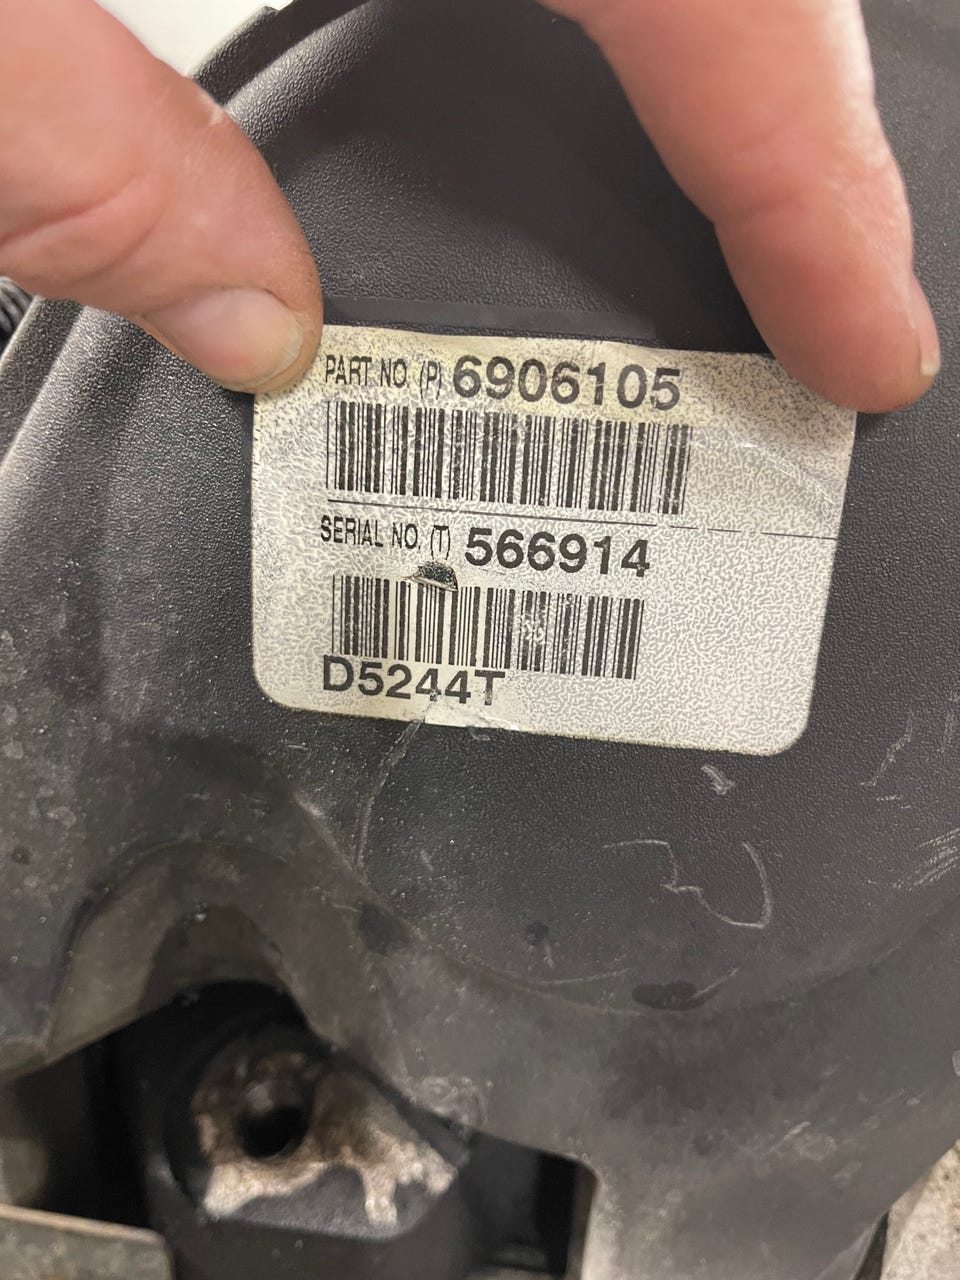 PART NO. (P) 6906105
SERIAL NO. (T) 566914
D5244T